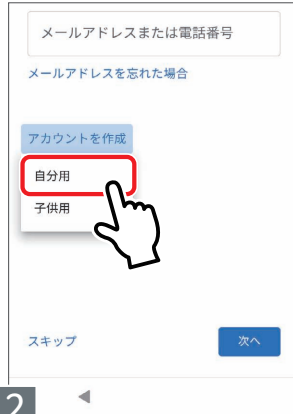 メールアドレスまたは電話番号
メールアドレスを忘れた場合
アカウントを作成
自分用
子供用
スキップ
次へ
2